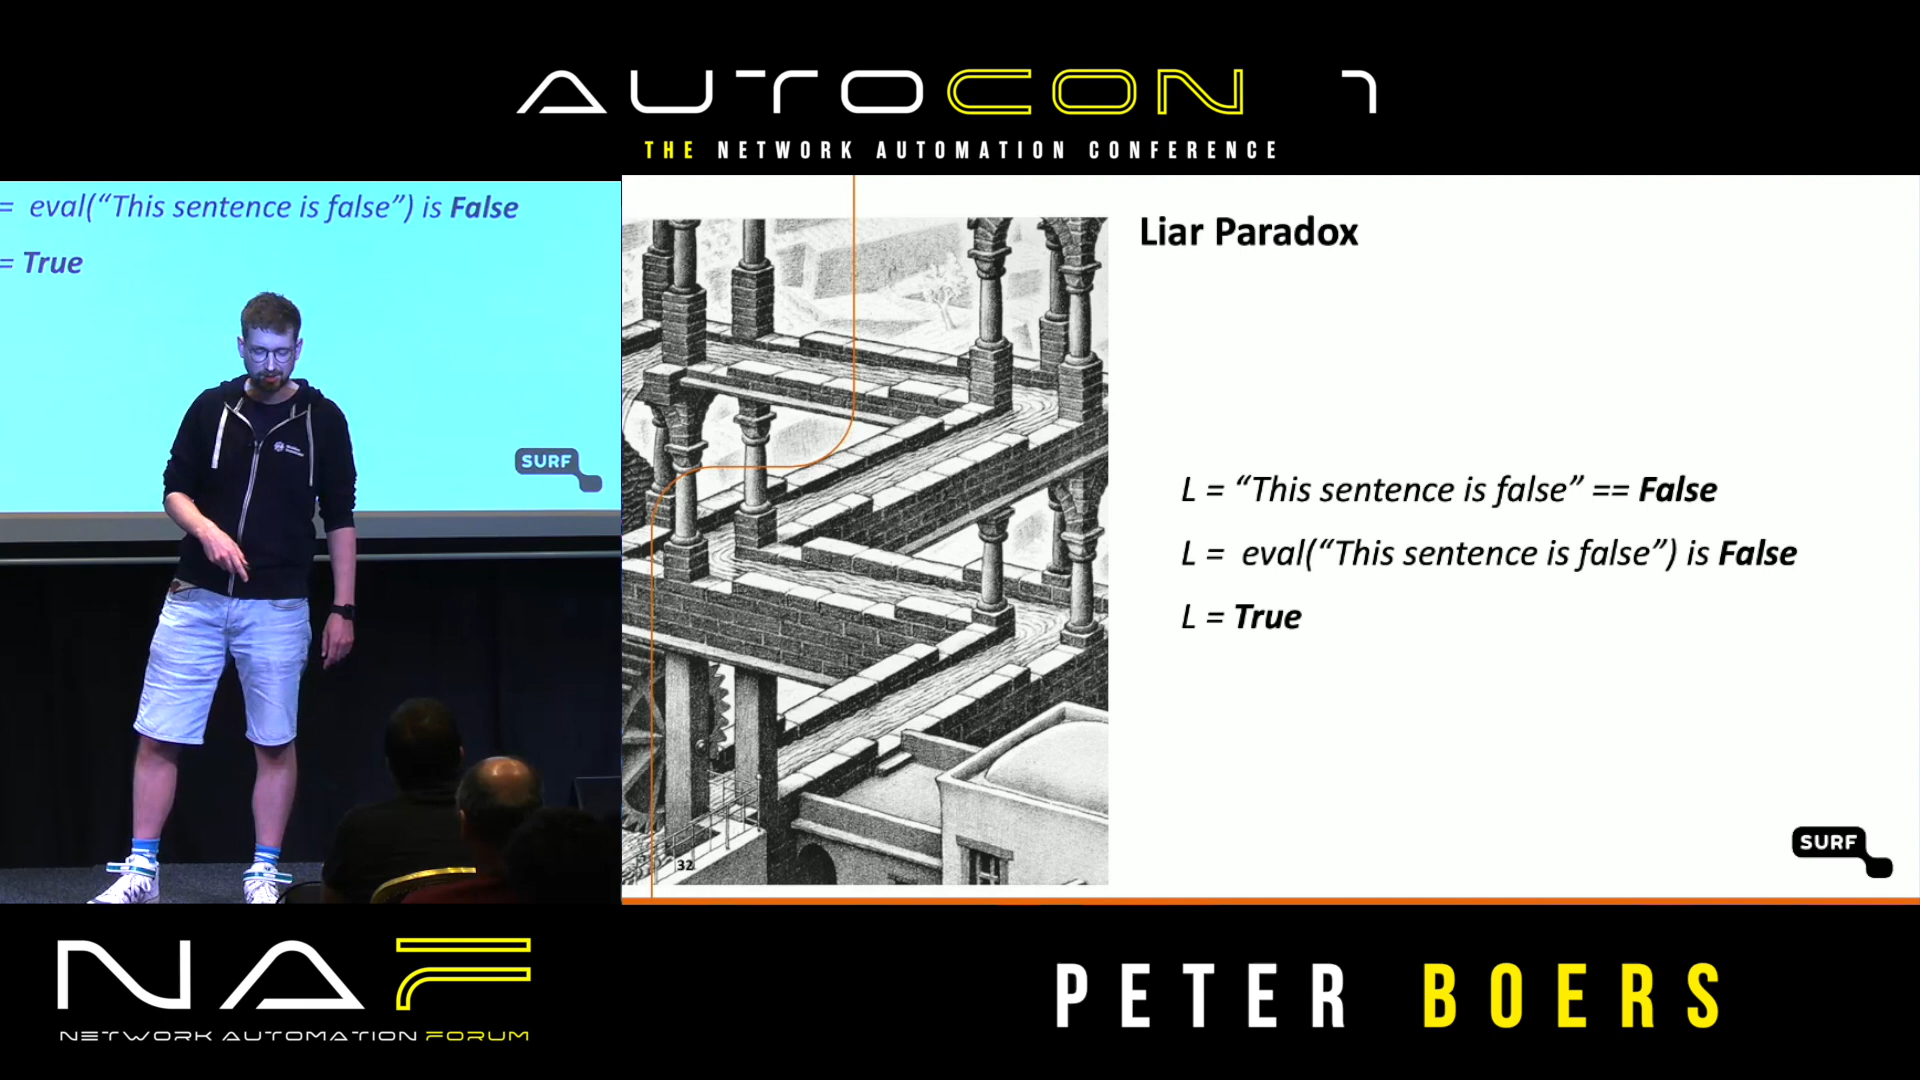 AUTOCON 1
THE NETWORK AUTOMATION CONFERENCE
= eval(“This sentence is false”) is False
= True
SURF
Liar Paradox
L = “This sentence is false” == False
L = eval(“This sentence is false”) is False
L = True
32
SURF
NAF
NETWORK AUTOMATION FORUM
PETER BOERS